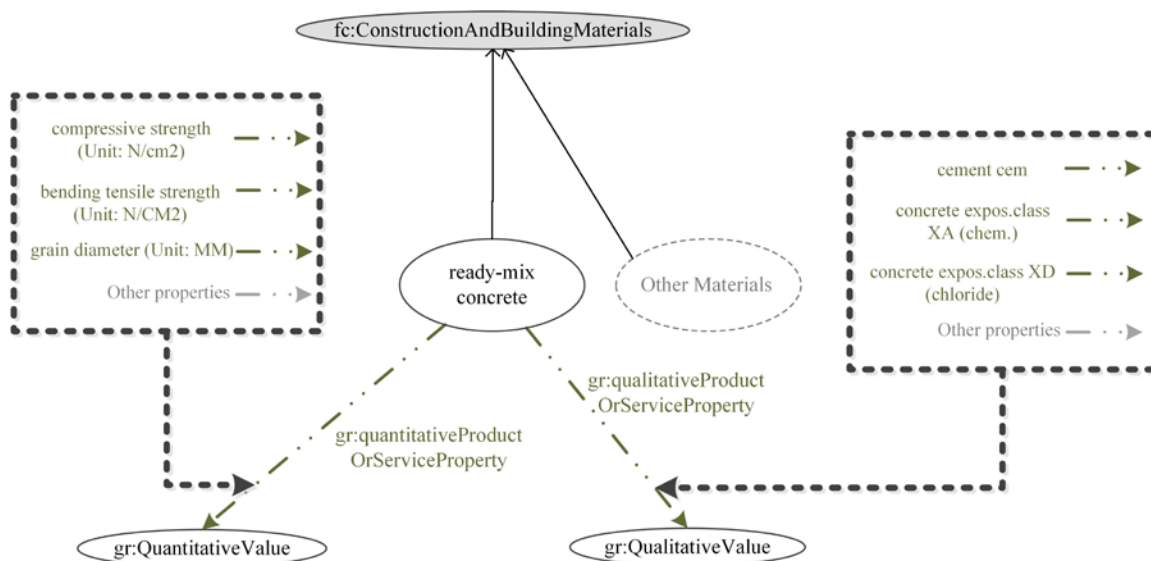 fc:ConstructionAndBuildingMaterials
compressive strength
(Unit: N/cm2)
bending tensile strength
(Unit: N/CM2)
grain diameter (Unit: MM)
Other properties
ready-mix
concrete
Other Materials
cement cem
concrete expos.class
XA (chem.)
concrete expos.class XD
(chloride)
Other properties
gr:quantitativeProduct
OrServiceProperty
gr:qualitativeProduct
OrServiceProperty
gr:QuantitativeValue
gr:QualitativeValue